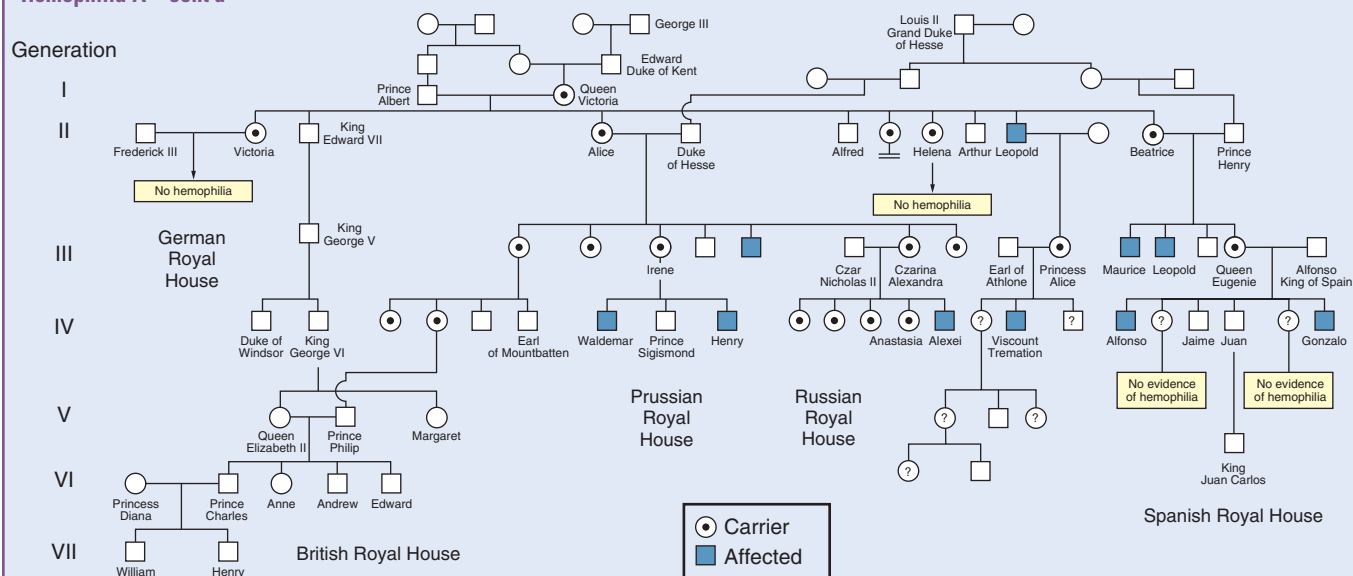 Hemophilia A—cont'd
Generation
George III
Louis II
Grand Duke
of Hesse
Edward
Duke of Kent
I
Prince
Albert
Queen
Victoria
II
Frederick III
Victoria
King
Edward VII
Alice
Duke
of Hesse
Alfred
Helena
Arthur
Leopold
Beatrice
Prince
Henry
No hemophilia
No hemophilia
III
German
Royal
House
King
George V
Irene
Czar
Nicholas II
Czarina
Alexandra
Earl of
Athlone
Princess
Alice
Maurice
Leopold
Queen
Eugenie
Alfonso
King of Spain
IV
?
?
?
?
Duke of
Windsor
King
George VI
Earl
of Mountbatten
Waldemar
Prince
Sigismond
Henry
Anastasia
Alexei
Viscount
Tremation
Alfonso
Jaime
Juan
Gonzalo
No evidence
of hemophilia
No evidence
of hemophilia
V
Queen
Elizabeth II
Prince
Philip
Margaret
Prussian
Royal
House
Russian
Royal
House
?
?
?
King
Juan Carlos
VI
Princess
Diana
Prince
Charles
Anne
Andrew
Edward
Carrier
Affected
Spanish Royal House
VII
William
Henry
British Royal House